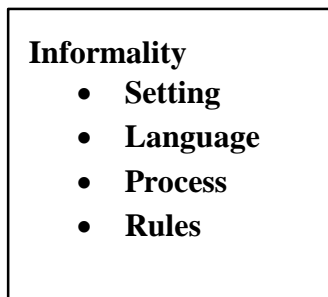 Informality
• Setting
• Language
• Process
• Rules